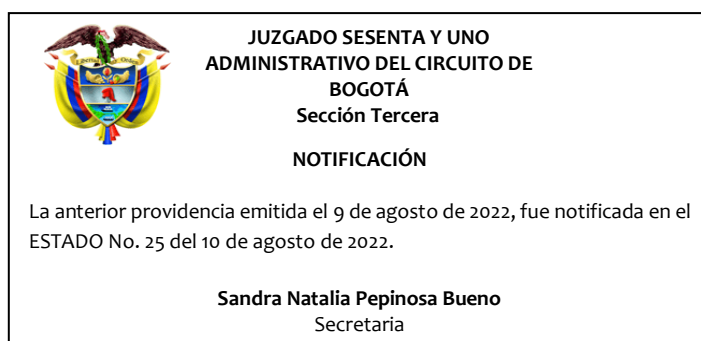 JUZGADO SESENTA Y UNO
ADMINISTRATIVO DEL CIRCUITO DE
BOGOTÁ
Sección Tercera
NOTIFICACIÓN
La anterior providencia emitida el 9 de agosto de 2022, fue notificada en el
ESTADO No. 25 del 10 de agosto de 2022.
Sandra Natalia Pepinosa Bueno
Secretaria